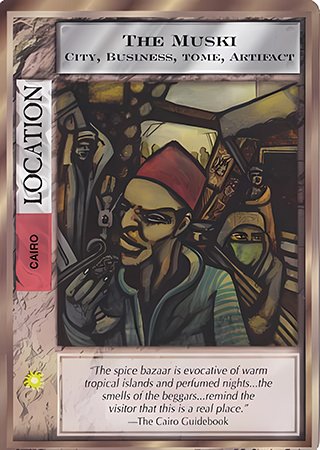 The Muski
City, Business, tome, Artifact
LOCATION
CAIRO
"The spice bazaar is evocative of warm
tropical islands and perfumed nights...the
smells of the beggars...remind the
visitor that this is a real place."
—The Cairo Guidebook